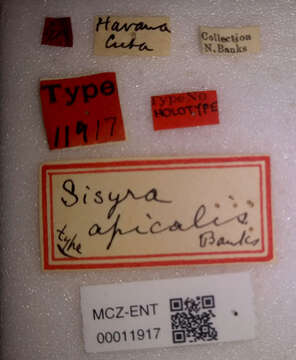 Havana
Cuba
Collection
N. Banks
Type
11917
Type No
HOLOTYPE
Sisyra
apicalis
type
Banks
MCZ-ENT
00011917